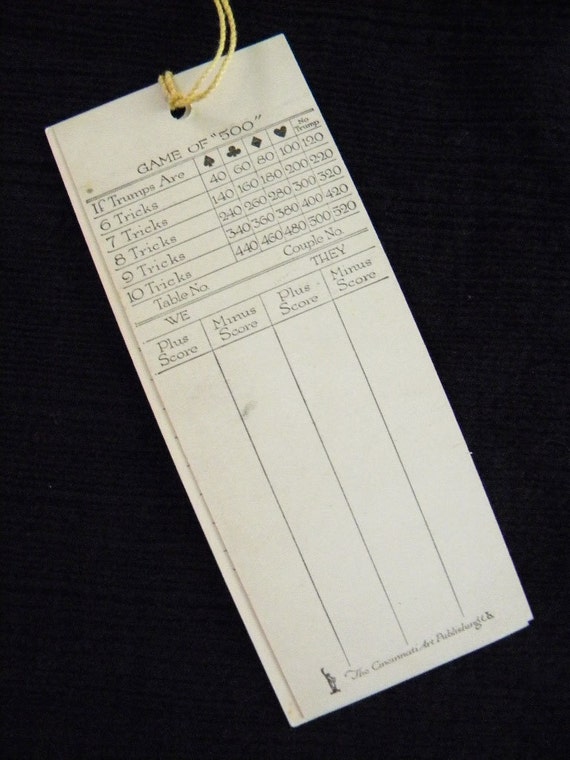 GAME OF "500"
If Trumps Are ♠ ♣ ♦ ♥ No Trump
6 Tricks 40 60 80 100 120
7 Tricks 140 160 180 200 220
8 Tricks 240 260 280 300 320
9 Tricks 340 360 380 400 420
10 Tricks 440 460 480 500 520
Table No. Couple No.
WE THEY
Plus Score Minus Score Plus Score Minus Score
The Cincinnati Art Publishing Co.